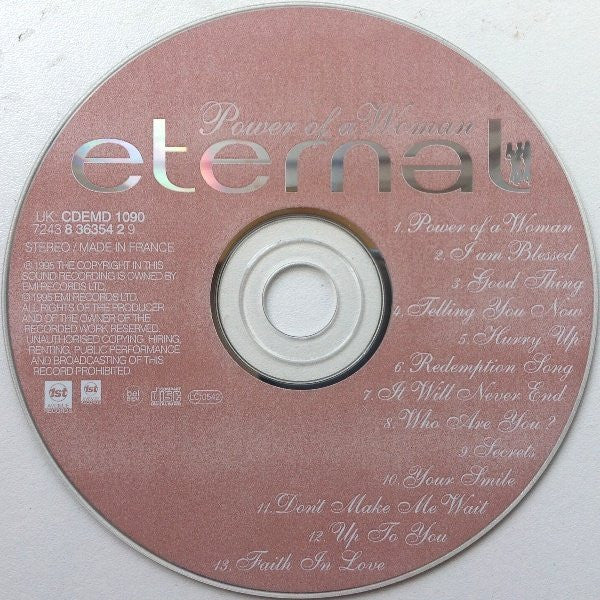 Power of a Woman
eternal
UK: CDEMD 1090
7243 8 36354 2 9
STEREO / MADE IN FRANCE
℗ 1995 THE COPYRIGHT IN THIS
SOUND RECORDING IS OWNED BY
EMI RECORDS LTD.
© 1995 EMI RECORDS LTD.
ALL RIGHTS OF THE PRODUCER
AND OF THE OWNER OF THE
RECORDED WORK RESERVED.
UNAUTHORISED COPYING, HIRING,
RENTING, PUBLIC PERFORMANCE
AND BROADCASTING OF THIS
RECORD PROHIBITED.
1st
1st
disc
LC 0542
1. Power of a Woman
2. I am Blessed
3. Good Thing
4. Telling You Now
5. Hurry Up
6. Redemption Song
7. It Will Never End
8. Who Are You?
9. Secrets
10. Your Smile
11. Don't Make Me Wait
12. Up To You
13. Faith In Love